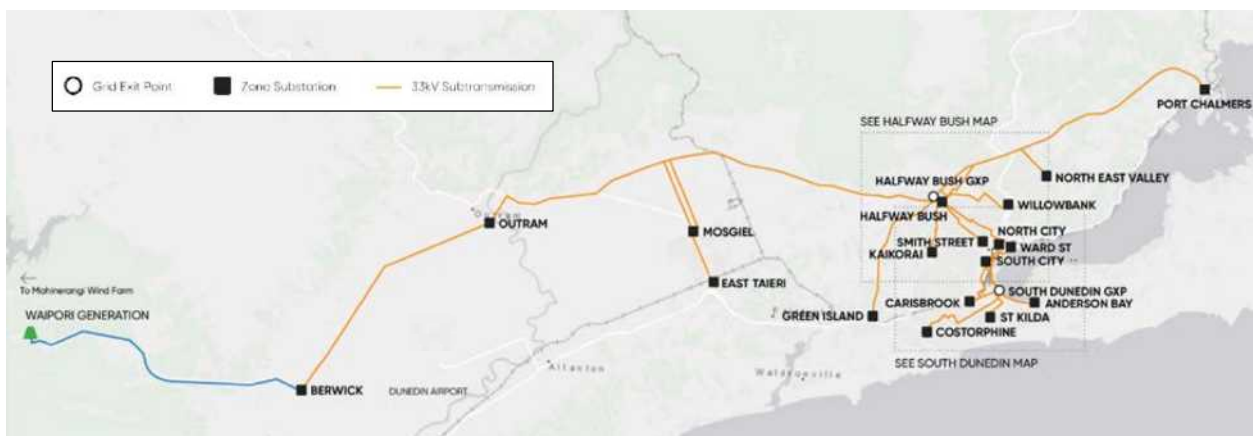 Grid Exit Point
Zone Substation
33kV Subtransmission
PORT CHALMERS
SEE HALFWAY BUSH MAP
NORTH EAST VALLEY
HALFWAY BUSH GXP
WILLOWBANK
HALFWAY BUSH
OUTRAM
MOSGIEL
NORTH CITY
SMITH STREET
WARD ST
KAIKORAI
SOUTH CITY
EAST TAIERI
To Mahinerangi Wind Farm
SOUTH DUNEDIN GXP
CARISBROOK
ANDERSON BAY
WAIPORI GENERATION
GREEN ISLAND
ST KILDA
COSTORPHINE
SEE SOUTH DUNEDIN MAP
Allanton
Waldronville
BERWICK
DUNEDIN AIRPORT